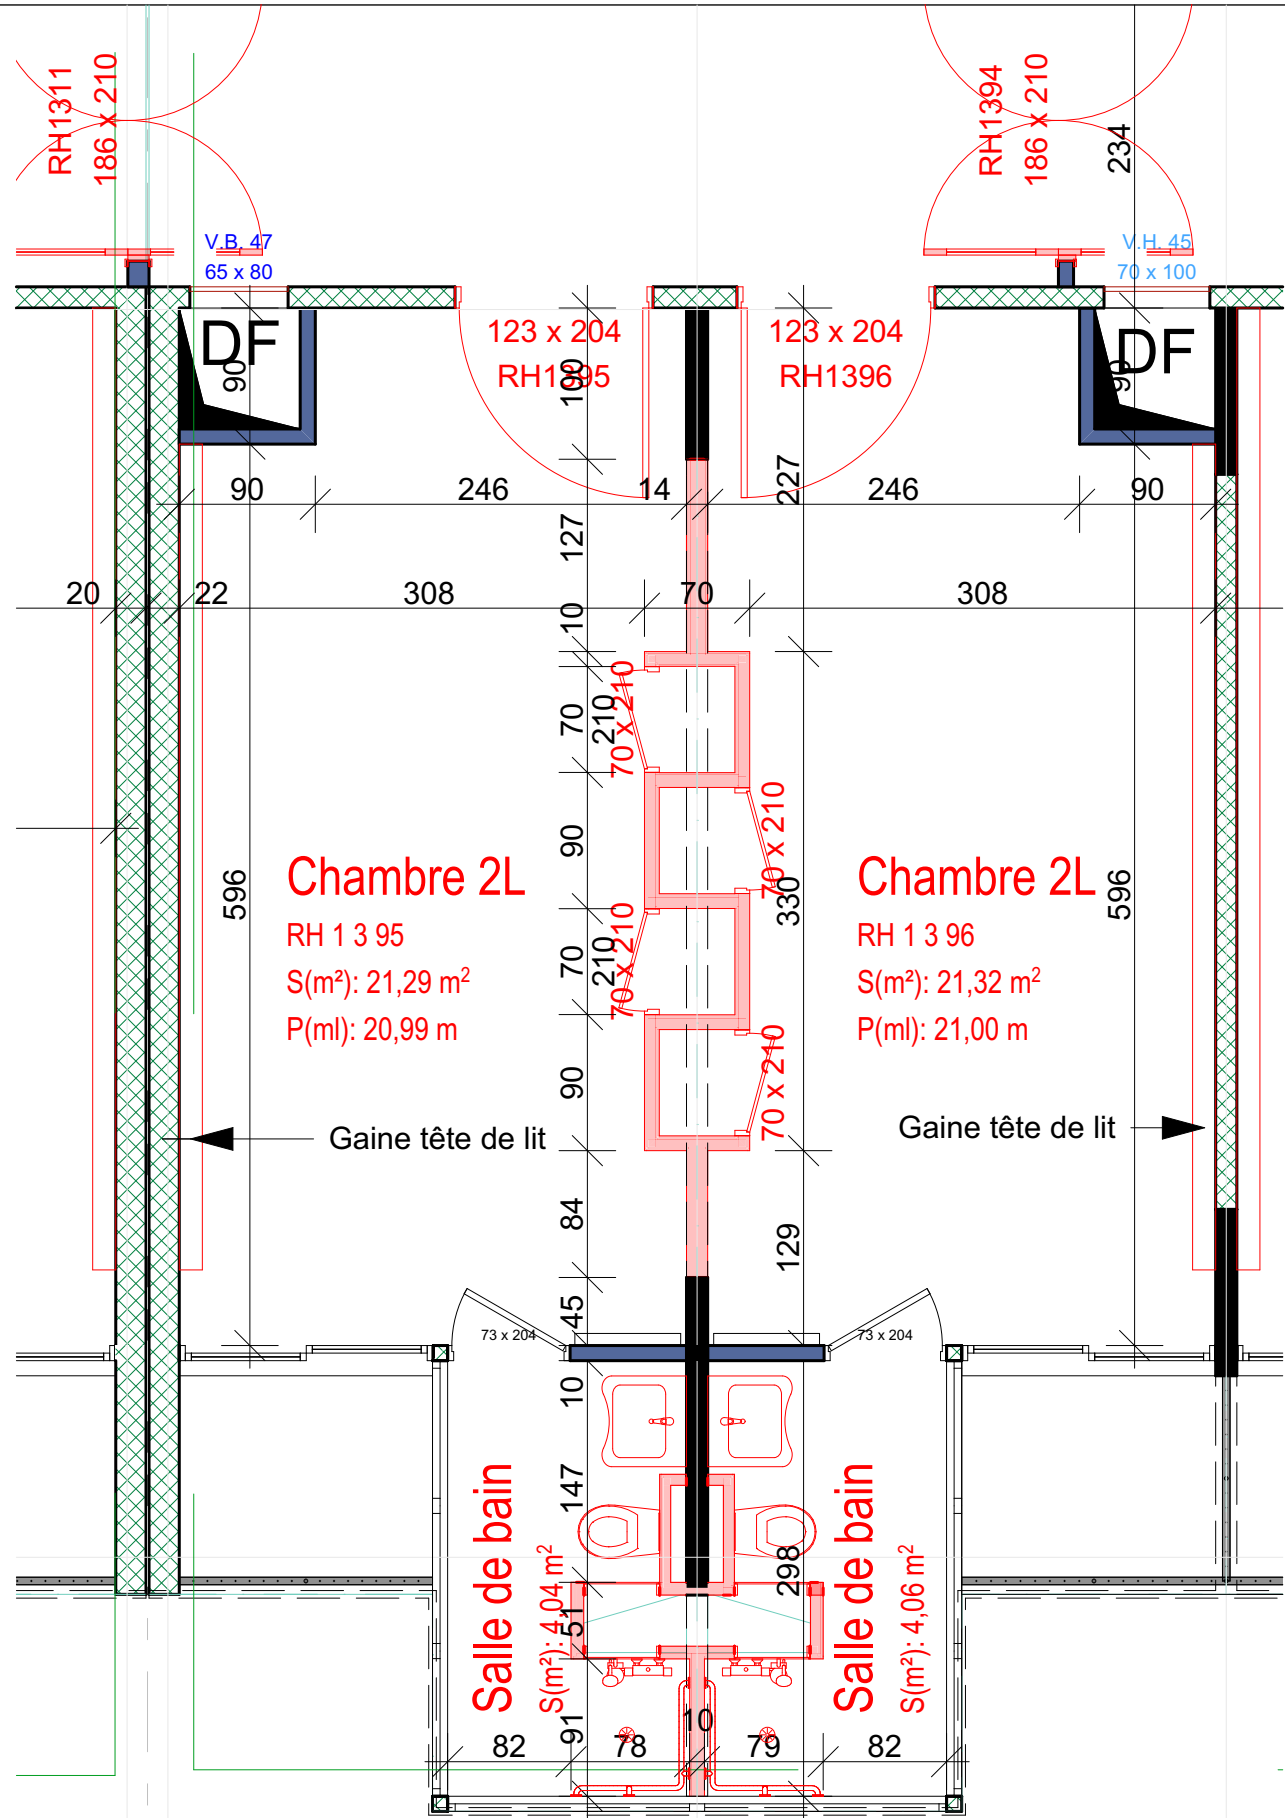 RH1311
186 x 210
RH1394
186 x 210
234
V.B. 47
65 x 80
V.H. 45
70 x 100
DF
90
DF
90
123 x 204
RH1395
123 x 204
RH1396
100
90
246
14
227
246
90
127
20
22
308
70
308
10
70
210
70 x 210
90
70 x 210
330
596
596
Chambre 2L
RH 1 3 95
S(m²): 21,29 m²
P(ml): 20,99 m
Chambre 2L
RH 1 3 96
S(m²): 21,32 m²
P(ml): 21,00 m
70
210
70 x 210
90
70 x 210
Gaine tête de lit
Gaine tête de lit
84
129
45
73 x 204
73 x 204
10
147
Salle de bain
S(m²): 4,04 m²
298
Salle de bain
S(m²): 4,06 m²
51
91
10
82
78
79
82